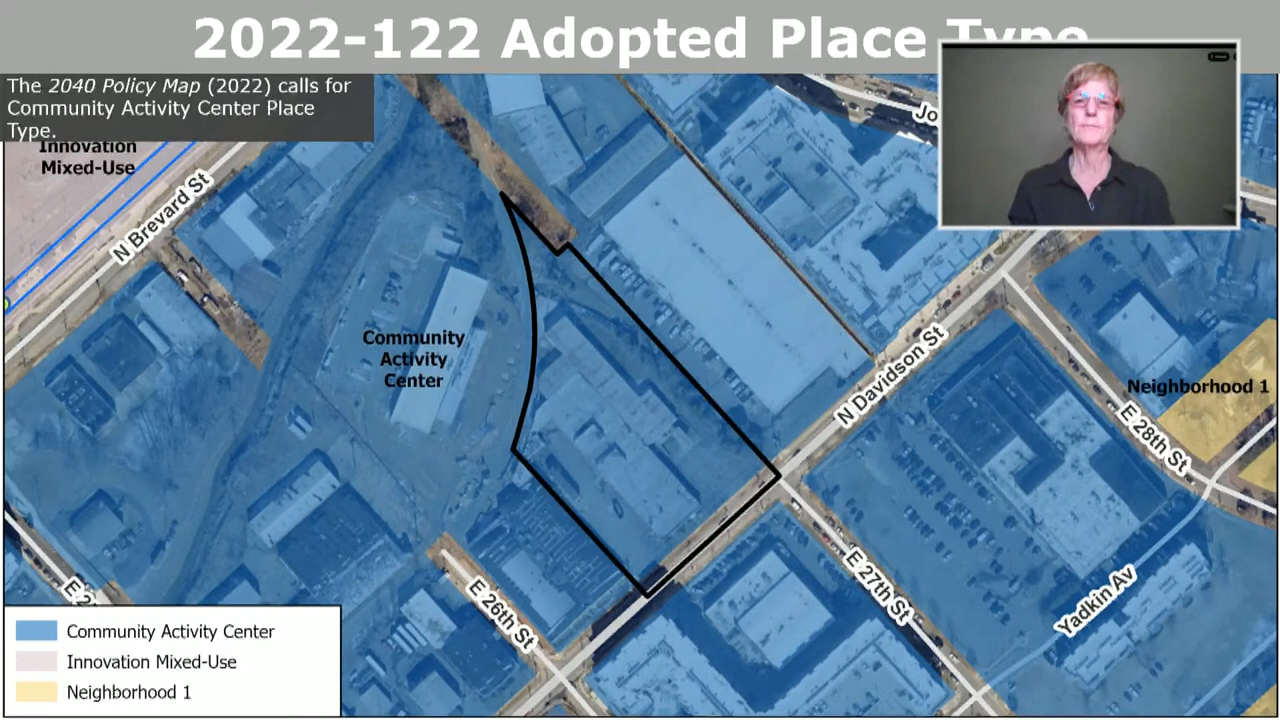 2022-122 Adopted Place Type
The 2040 Policy Map (2022) calls for
Community Activity Center Place
Type.
Innovation
Mixed-Use
N Brevard St
Jo
N Davidson St
Community
Activity
Center
Neighborhood 1
E 28th St
E 27th St
Yadkin Av
E 26th St
E 2
Community Activity Center
Innovation Mixed-Use
Neighborhood 1